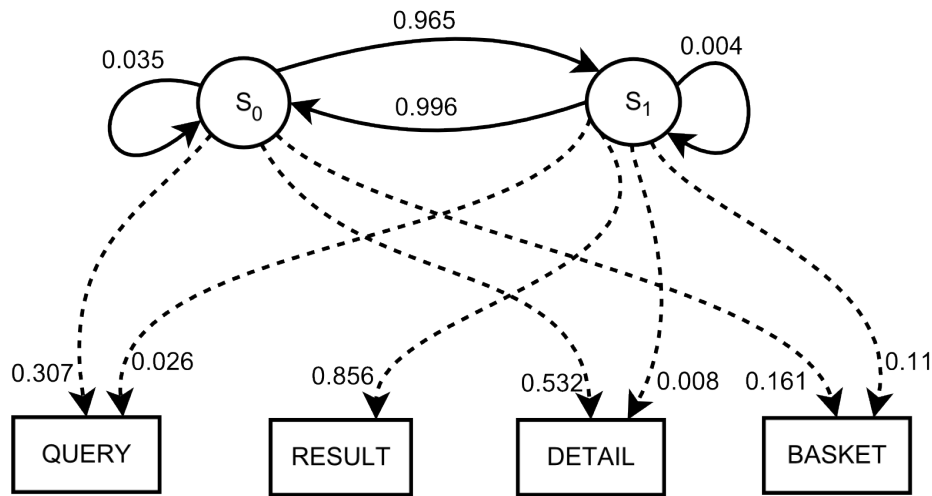 0.965
0.035
0.004
S0
S1
0.996
0.307
0.026
0.856
0.532
0.008
0.161
0.11
QUERY
RESULT
DETAIL
BASKET